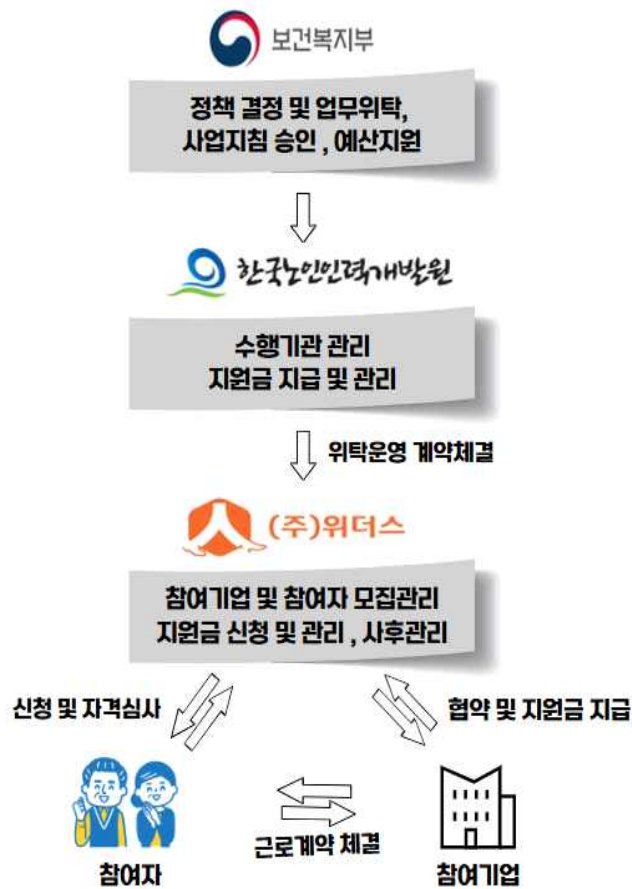 보건복지부
정책 결정 및 업무위탁,
사업지침 승인 , 예산지원
한국노인인력개발원
수행기관 관리
지원금 지급 및 관리
위탁운영 계약체결
(주)위더스
참여기업 및 참여자 모집관리
지원금 신청 및 관리 , 사후관리
신청 및 자격심사
협약 및 지원금 지급
근로계약 체결
참여자
참여기업